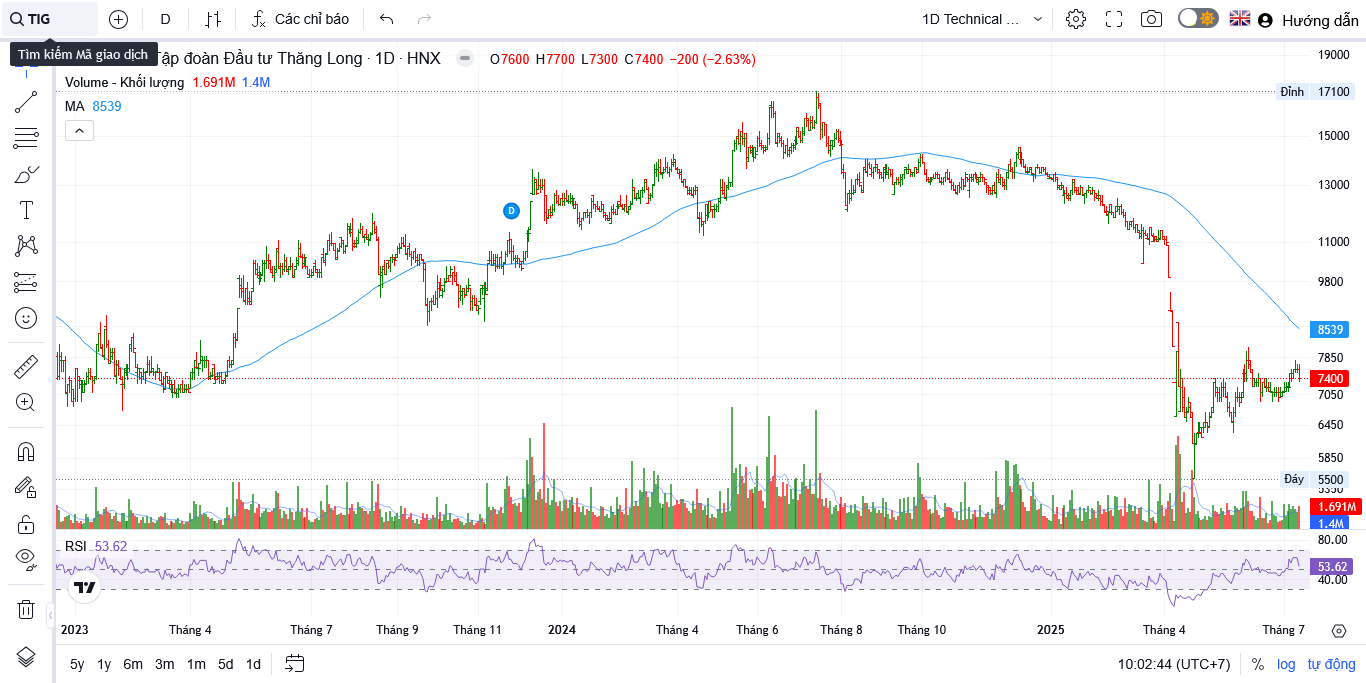 TIG
D
Các chỉ báo
1D Technical ...
Hướng dẫn
Tìm kiếm Mã giao dịch
Tập đoàn Đầu tư Thăng Long · 1D · HNX
O7600 H7700 L7300 C7400 −200 (−2.63%)
Volume - Khối lượng 1.691M 1.4M
MA 8539
D
19000
Đỉnh 17100
15000
13000
11000
9800
8539
7850
7400
7050
6450
5850
Đáy 5500
5350
1.691M
1.4M
RSI 53.62
80.00
53.62
40.00
2023 Tháng 4 Tháng 7 Tháng 9 Tháng 11 2024 Tháng 4 Tháng 6 Tháng 8 Tháng 10 2025 Tháng 4 Tháng 7
5y 1y 6m 3m 1m 5d 1d
10:02:44 (UTC+7) % log tự động